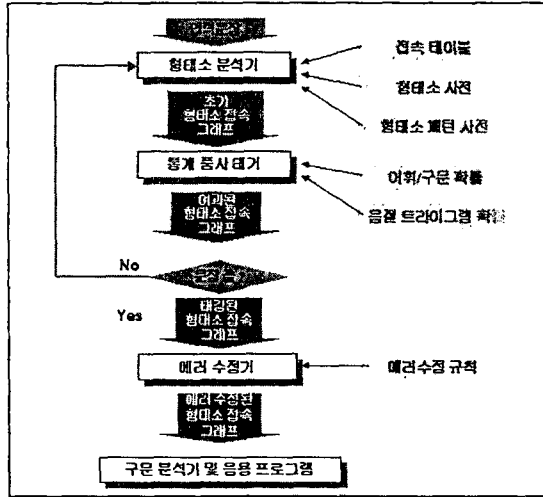 형태소 분석기
접속 테이블
형태소 사전
형태소 패턴 사전
초기
형태소 접속
그래프
통계 품사 태거
어휘/구문 확률
음절 트라이그램 확률
여과된
형태소 접속
그래프
No
Yes
태깅된
형태소 접속
그래프
에러 수정기
에러수정 규칙
에러 수정된
형태소 접속
그래프
구문 분석기 및 응용 프로그램